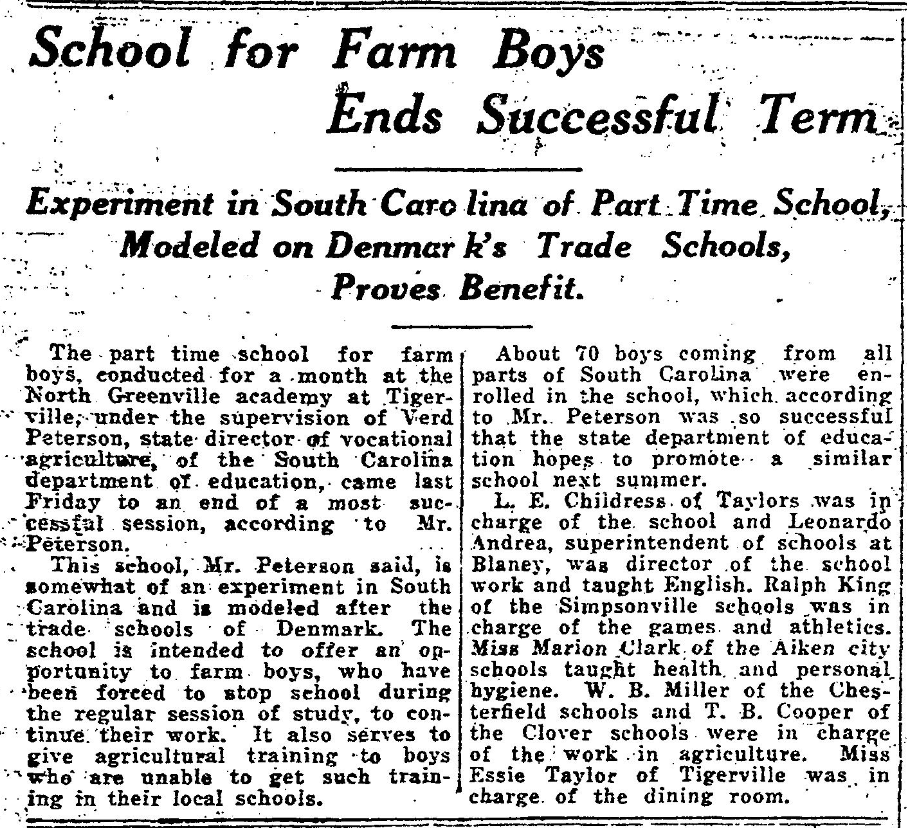 School for Farm Boys
Ends Successful Term
Experiment in South Carolina of Part Time School,
Modeled on Denmark's Trade Schools,
Proves Benefit.
The part time school for farm
boys, conducted for a month at the
North Greenville academy at Tiger-
ville, under the supervision of Verd
Peterson, state director of vocational
agriculture, of the South Carolina
department of education, came last
Friday to an end of a most suc-
cessful session, according to Mr.
Peterson.
This school, Mr. Peterson said, is
somewhat of an experiment in South
Carolina and is modeled after the
trade schools of Denmark. The
school is intended to offer an op-
portunity to farm boys, who have
been forced to stop school during
the regular session of study, to con-
tinue their work. It also serves to
give agricultural training to boys
who are unable to get such train-
ing in their local schools.
About 70 boys coming from all
parts of South Carolina were en-
rolled in the school, which according
to Mr. Peterson was so successful
that the state department of educa-
tion hopes to promote a similar
school next summer.
L. E. Childress of Taylors was in
charge of the school and Leonardo
Andrea, superintendent of schools at
Blaney, was director of the school
work and taught English. Ralph King
of the Simpsonville schools was in
charge of the games and athletics.
Miss Marion Clark of the Aiken city
schools taught health and personal
hygiene. W. B. Miller of the Ches-
terfield schools and T. B. Cooper of
the Clover schools were in charge
of the work in agriculture. Miss
Essie Taylor of Tigerville was in
charge of the dining room.